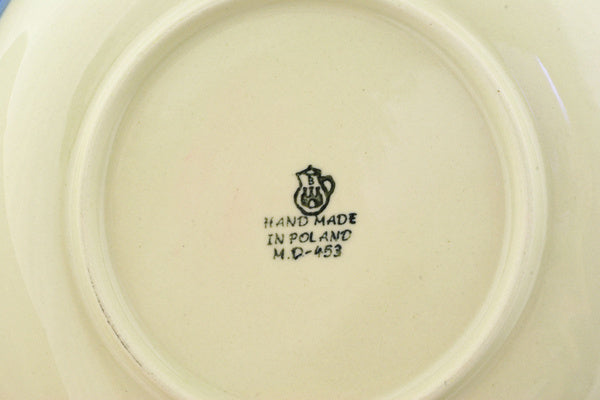 B
HAND MADE
IN POLAND
M.D-453